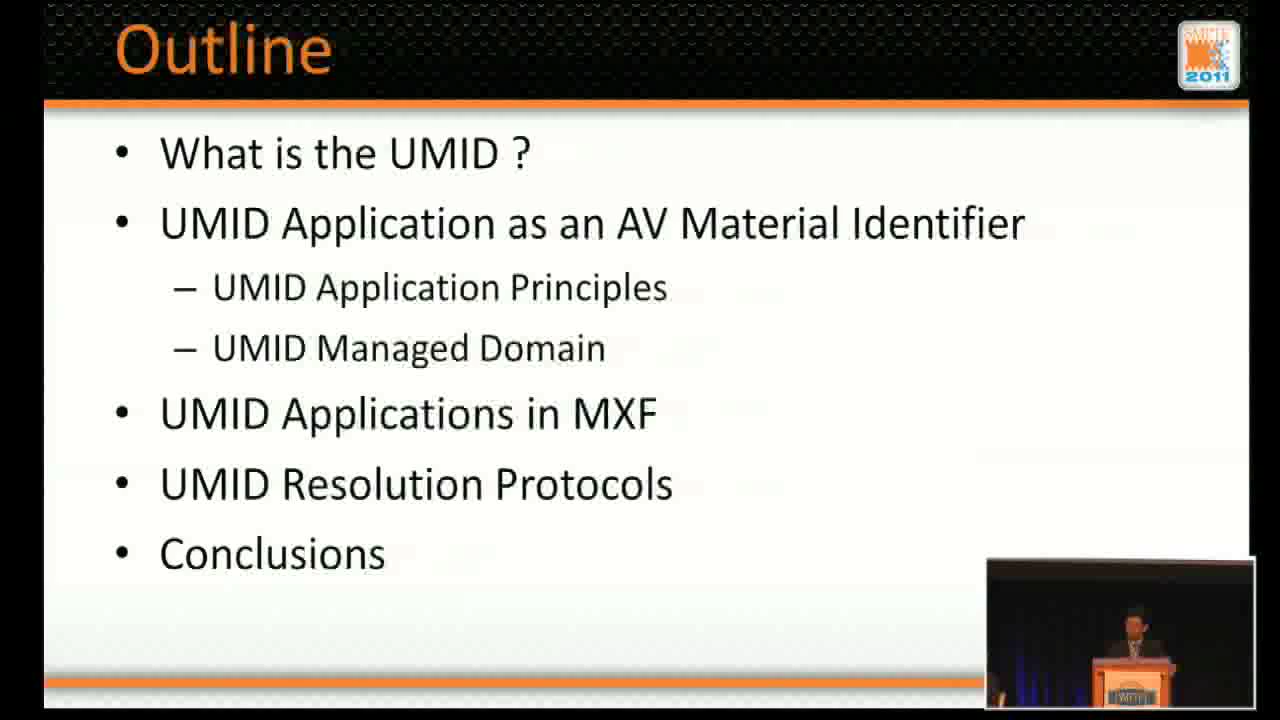 Outline
SMPTE
2011
• What is the UMID ?
• UMID Application as an AV Material Identifier
– UMID Application Principles
– UMID Managed Domain
• UMID Applications in MXF
• UMID Resolution Protocols
• Conclusions